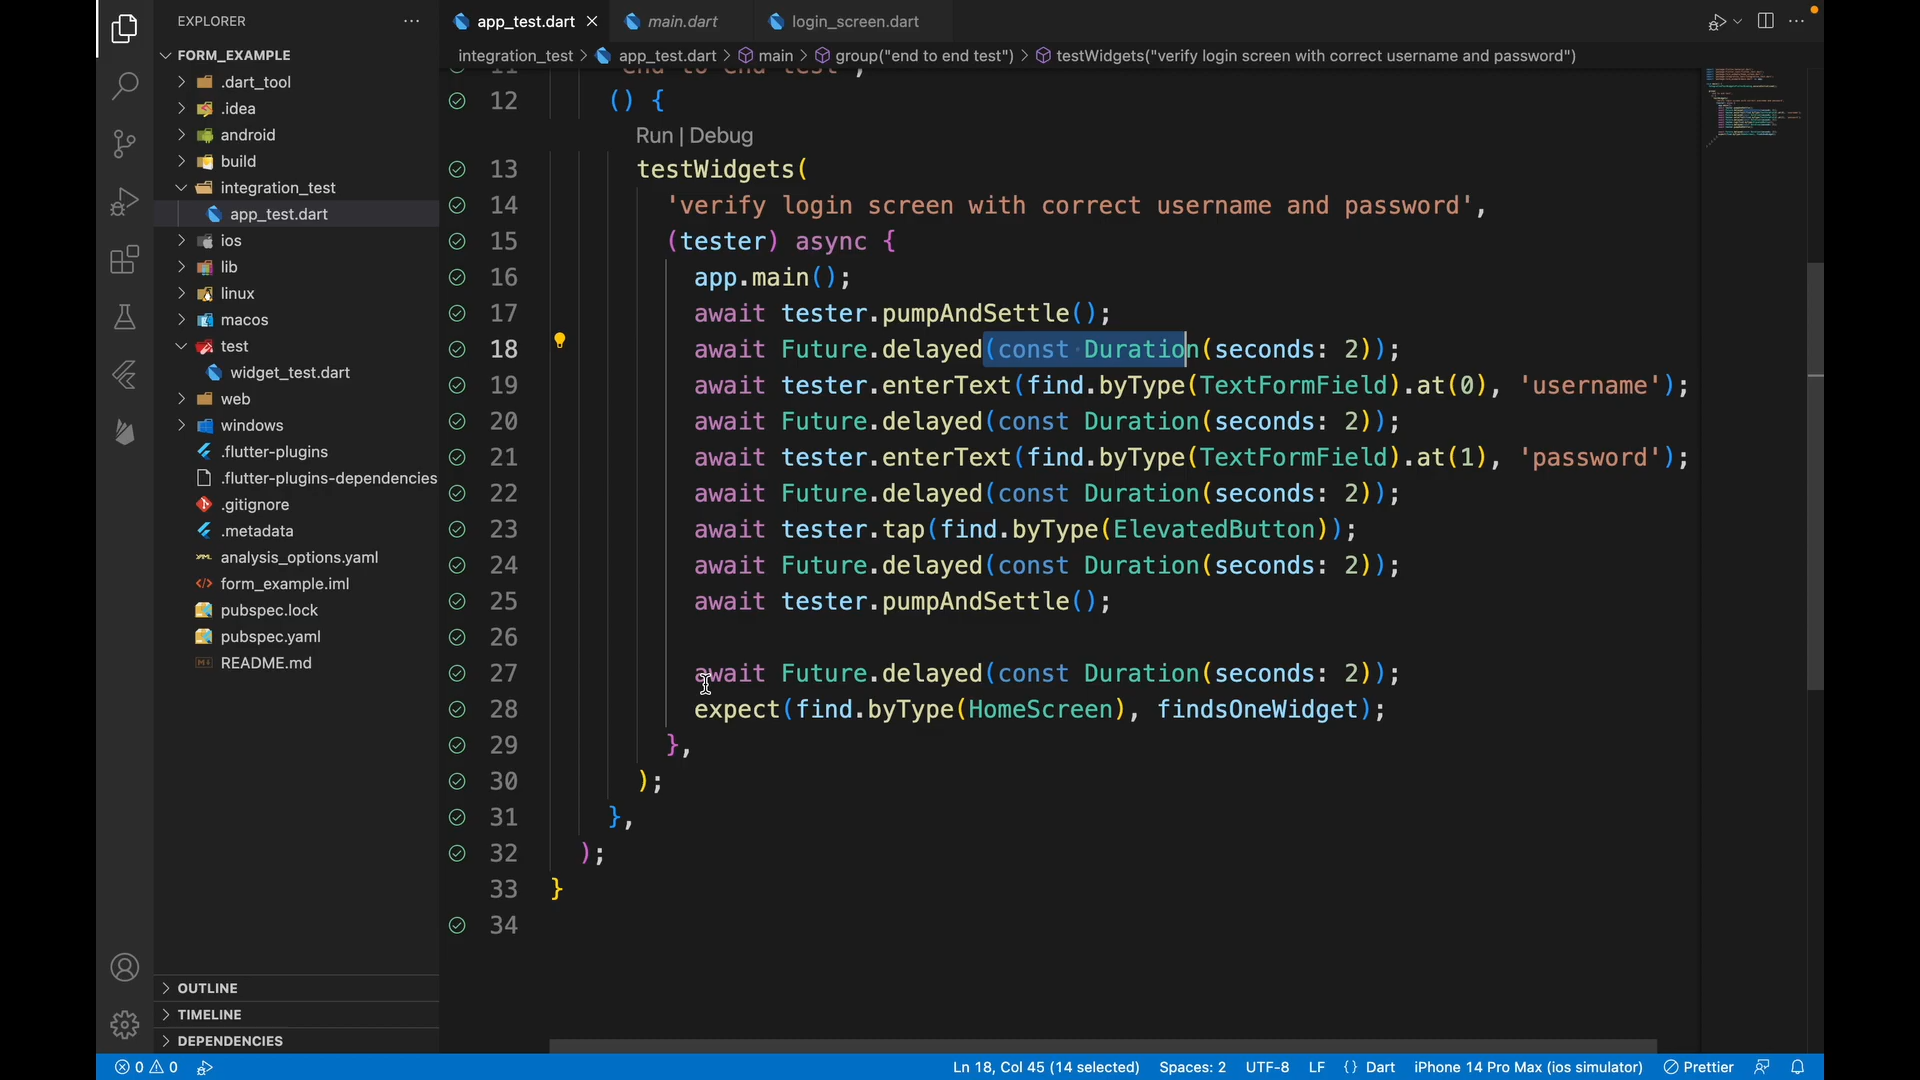 EXPLORER
FORM_EXAMPLE
.dart_tool
.idea
android
build
integration_test
app_test.dart
ios
lib
linux
macos
test
widget_test.dart
web
windows
.flutter-plugins
.flutter-plugins-dependencies
.gitignore
.metadata
analysis_options.yaml
form_example.iml
pubspec.lock
pubspec.yaml
README.md
OUTLINE
TIMELINE
DEPENDENCIES
app_test.dart
main.dart
login_screen.dart
integration_test > app_test.dart > main > group("end to end test") > testWidgets("verify login screen with correct username and password")
11 "end to end test",
12 () {
Run | Debug
13 testWidgets(
14 'verify login screen with correct username and password',
15 (tester) async {
16 app.main();
17 await tester.pumpAndSettle();
18 await Future.delayed(const Duration(seconds: 2));
19 await tester.enterText(find.byType(TextFormField).at(0), 'username');
20 await Future.delayed(const Duration(seconds: 2));
21 await tester.enterText(find.byType(TextFormField).at(1), 'password');
22 await Future.delayed(const Duration(seconds: 2));
23 await tester.tap(find.byType(ElevatedButton));
24 await Future.delayed(const Duration(seconds: 2));
25 await tester.pumpAndSettle();
26
27 await Future.delayed(const Duration(seconds: 2));
28 expect(find.byType(HomeScreen), findsOneWidget);
29 },
30 );
31 },
32 );
33 }
34
0 0
Ln 18, Col 45 (14 selected)
Spaces: 2
UTF-8
LF
{} Dart
iPhone 14 Pro Max (ios simulator)
Prettier